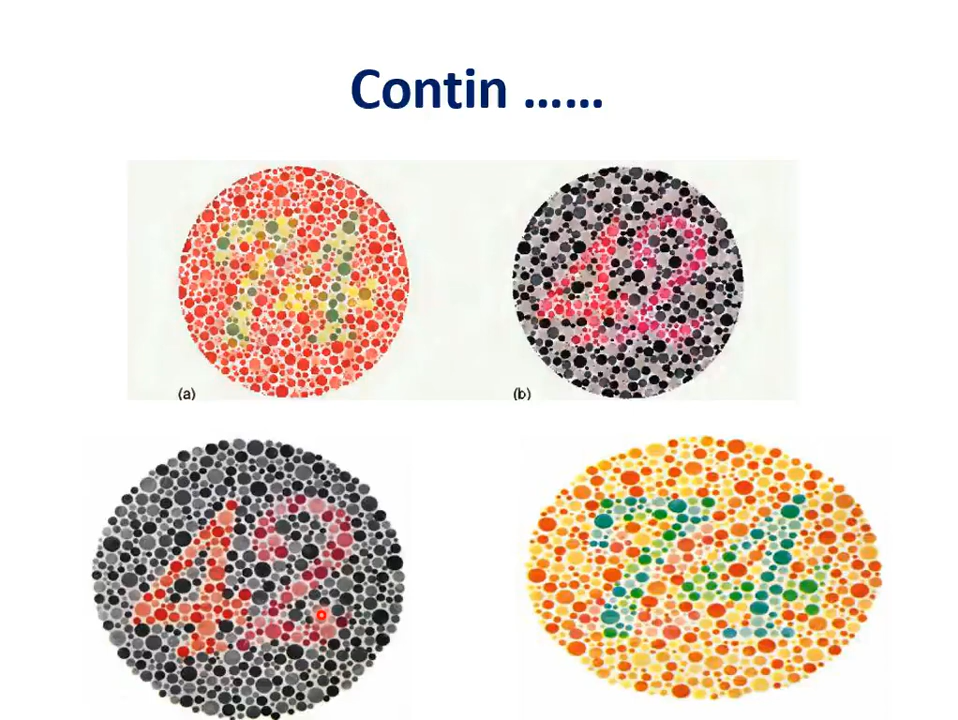 Contin ......
74 42
(a) (b)
42 74